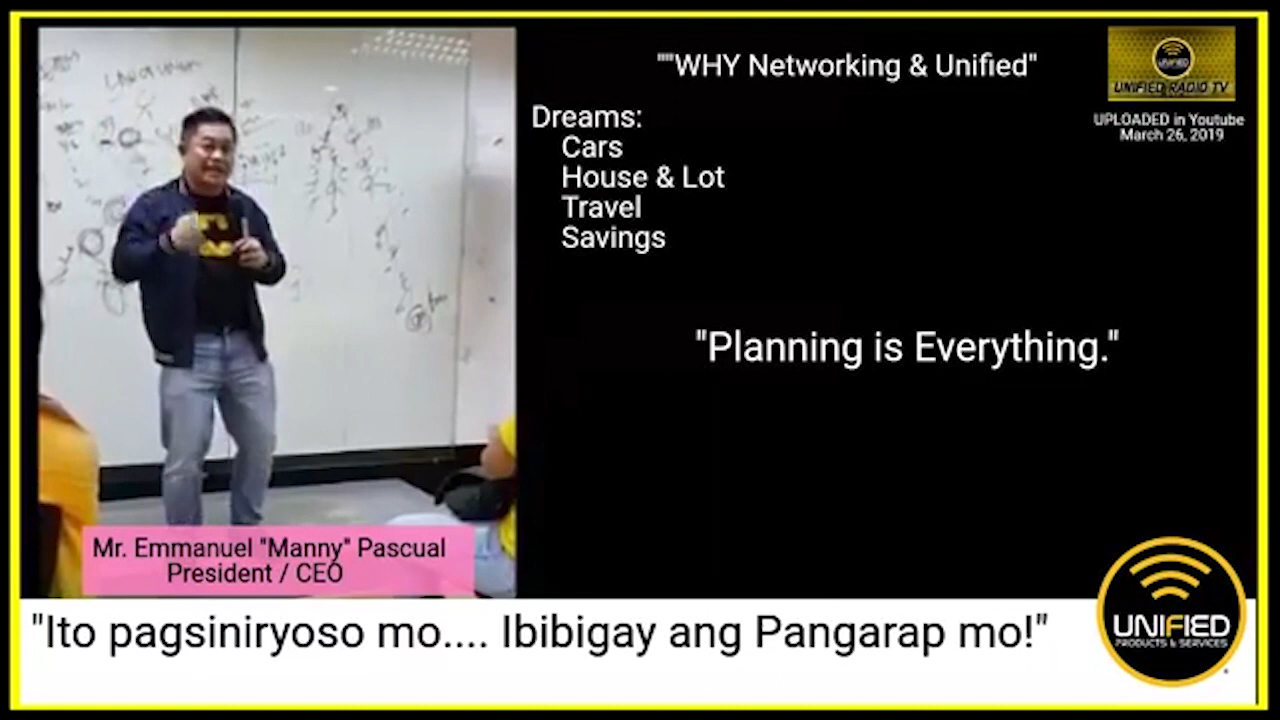 ""WHY Networking & Unified"
UNIFIED
UNIFIED RADIO TV
UPLOADED in Youtube
March 26, 2019
Dreams:
Cars
House & Lot
Travel
Savings
"Planning is Everything."
Mr. Emmanuel "Manny" Pascual
President / CEO
"Ito pagsiniryoso mo.... Ibibigay ang Pangarap mo!"
UNIFIED
PRODUCTS & SERVICES